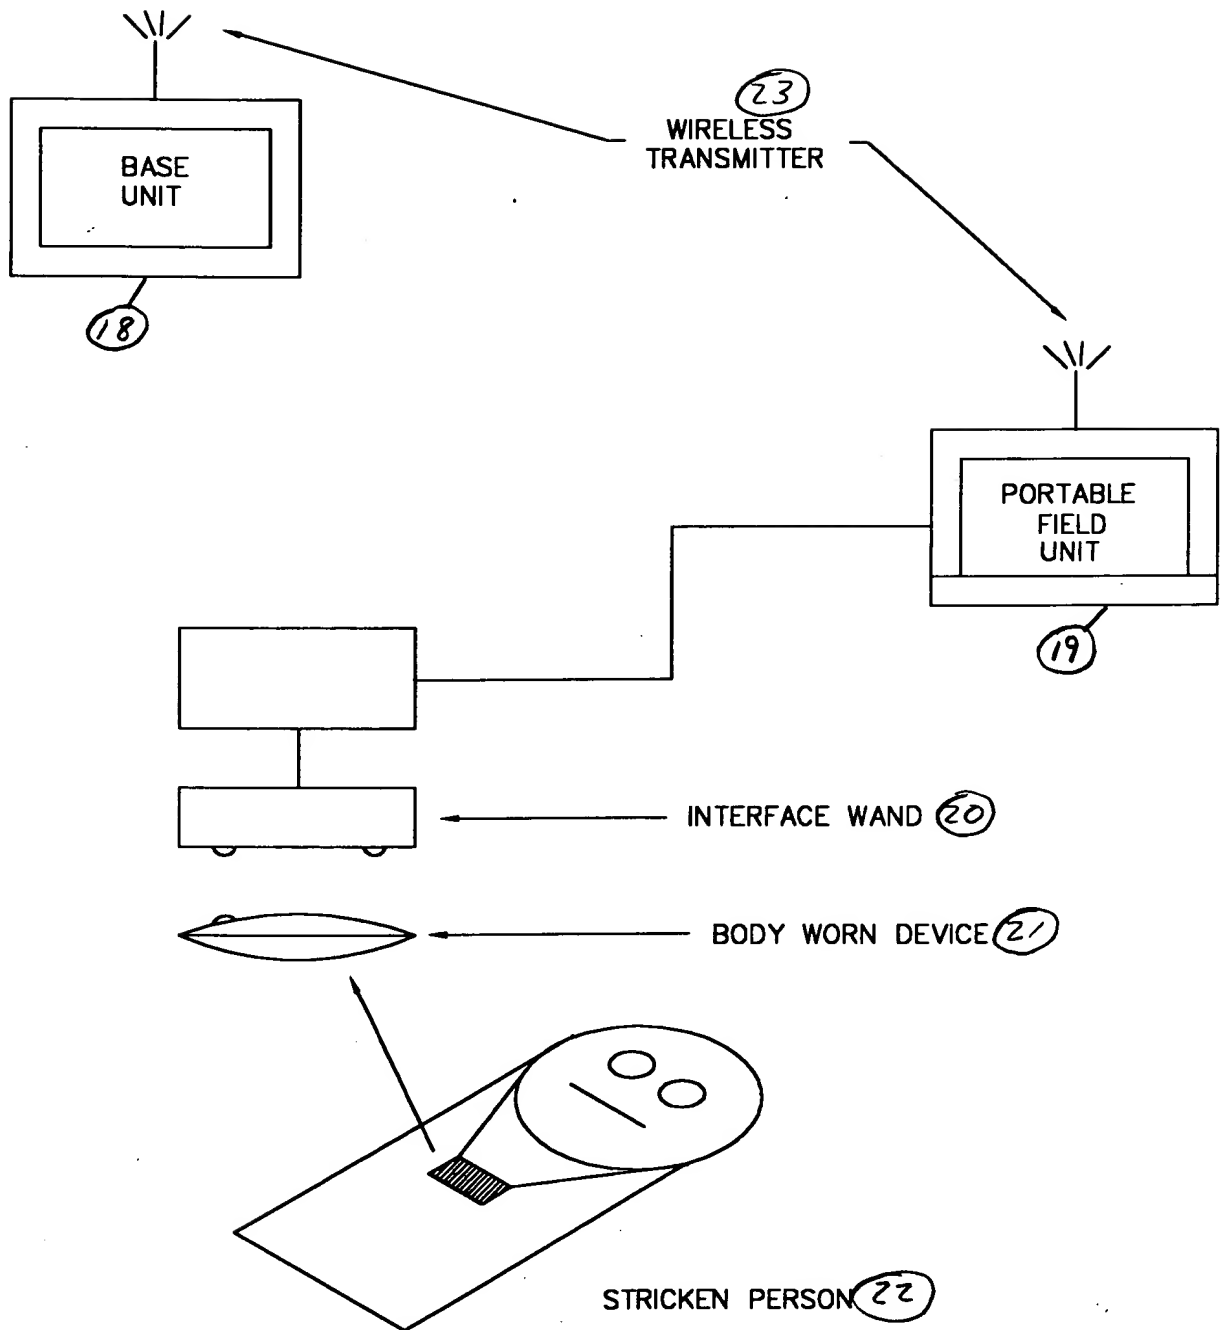 23
WIRELESS
TRANSMITTER
BASE
UNIT
18
PORTABLE
FIELD
UNIT
19
INTERFACE WAND 20
BODY WORN DEVICE 21
STRICKEN PERSON 22